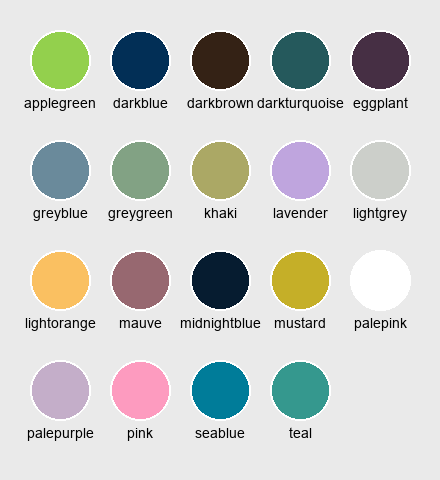 applegreen darkblue darkbrown darkturquoise eggplant
greyblue greygreen khaki lavender lightgrey
lightorange mauve midnightblue mustard palepink
palepurple pink seablue teal